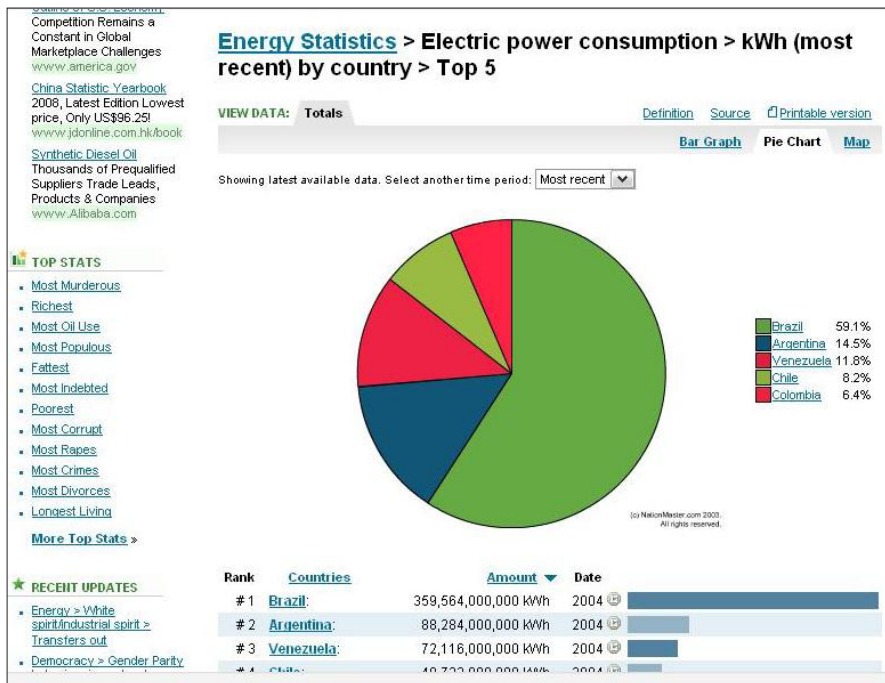 Outline of U.S. Economy
Competition Remains a
Constant in Global
Marketplace Challenges
www.america.gov
China Statistic Yearbook
2008, Latest Edition Lowest
price, Only US$96.25!
www.jdonline.com.hk/book
Synthetic Diesel Oil
Thousands of Prequalified
Suppliers Trade Leads,
Products & Companies
www.Alibaba.com
TOP STATS
Most Murderous
Richest
Most Oil Use
Most Populous
Fattest
Most Indebted
Poorest
Most Corrupt
Most Rapes
Most Crimes
Most Divorces
Longest Living
More Top Stats »
RECENT UPDATES
Energy > White
spirit/industrial spirit >
Transfers out
Democracy > Gender Parity
Energy Statistics > Electric power consumption > kWh (most
recent) by country > Top 5
VIEW DATA: Totals Definition Source Printable version
Bar Graph Pie Chart Map
Showing latest available data. Select another time period: Most recent
Brazil 59.1%
Argentina 14.5%
Venezuela 11.8%
Chile 8.2%
Colombia 6.4%
(c) NationMaster.com 2003.
All rights reserved.
Rank Countries Amount Date
# 1 Brazil: 359,564,000,000 kWh 2004
# 2 Argentina: 88,284,000,000 kWh 2004
# 3 Venezuela: 72,116,000,000 kWh 2004
# 4 Chile: 2004